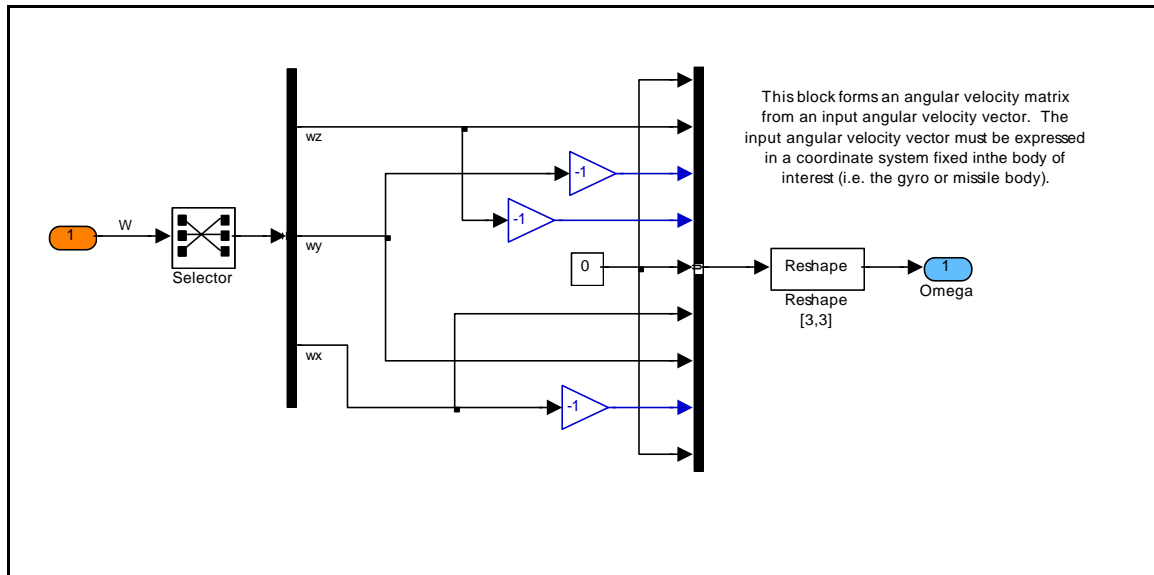 This block forms an angular velocity matrix
from an input angular velocity vector. The
input angular velocity vector must be expressed
in a coordinate system fixed inthe body of
interest (i.e. the gyro or missile body).
wz
-1
-1
1
W
Selector
wy
0
Reshape
Reshape
[3,3]
1
Omega
wx
-1